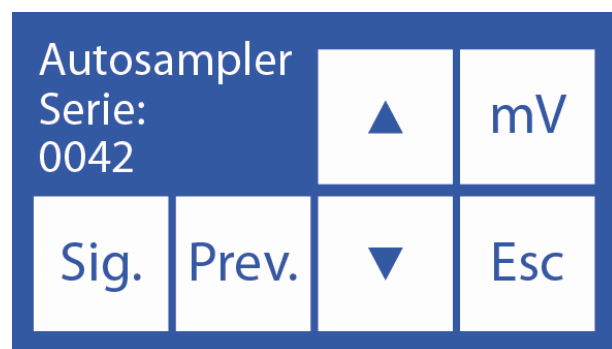 Autosampler
Serie:
0042
▲
mV
Sig.
Prev.
▼
Esc